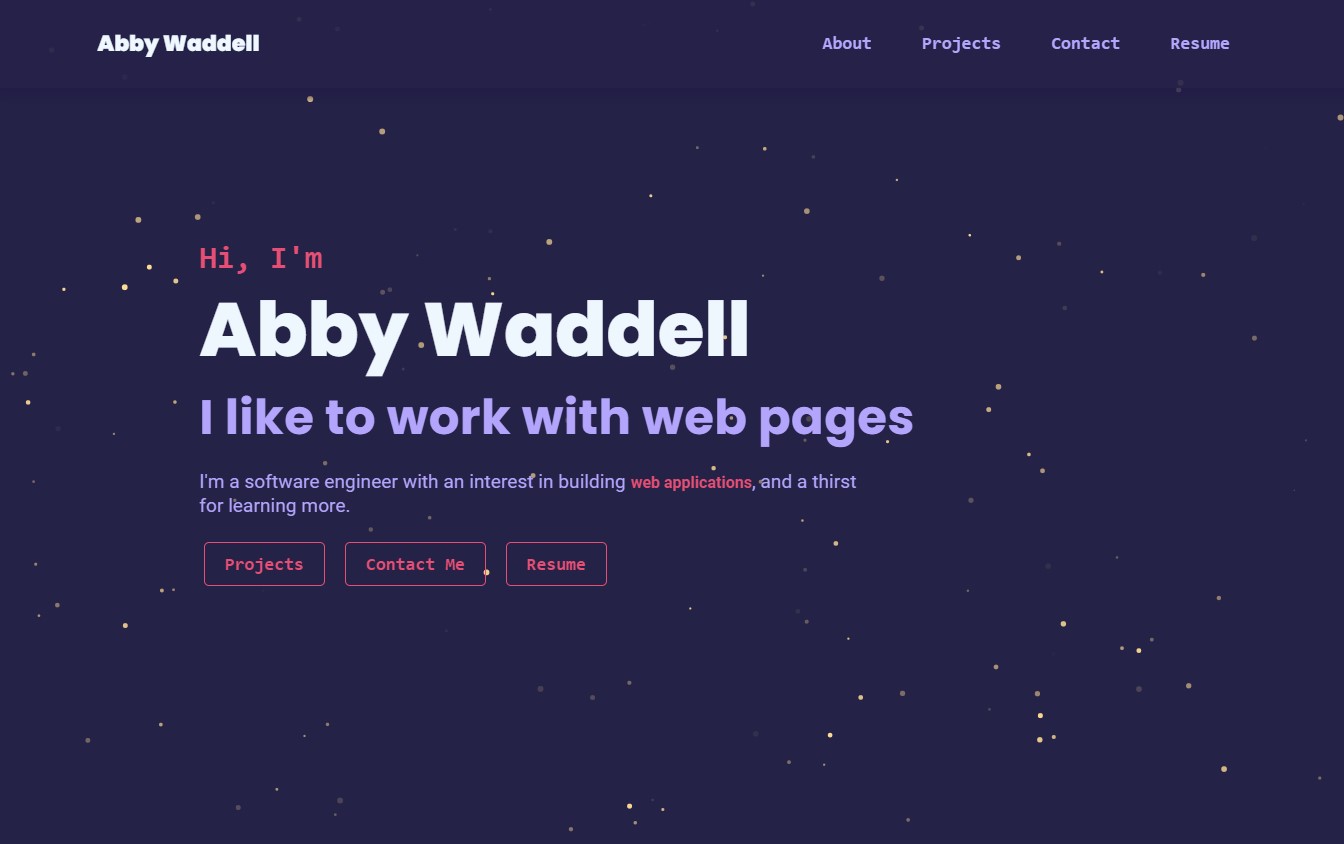 Abby Waddell
About Projects Contact Resume
Hi, I'm
Abby Waddell
I like to work with web pages
I'm a software engineer with an interest in building web applications, and a thirst
for learning more.
Projects Contact Me Resume